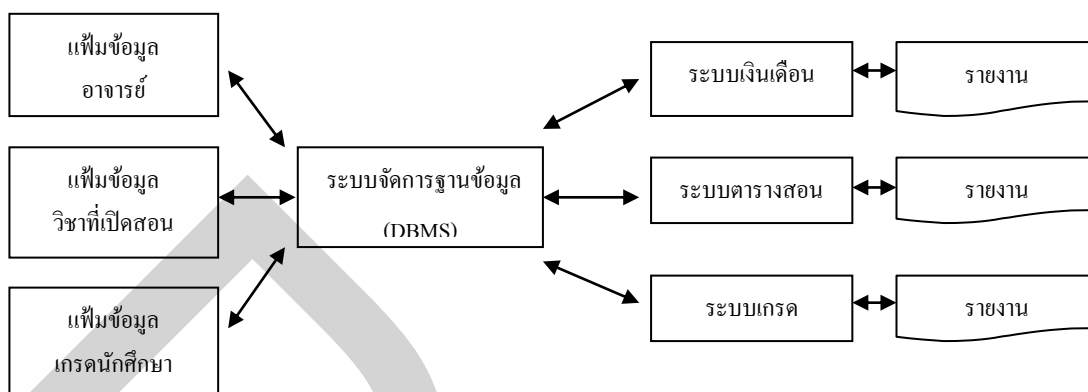 แฟ้มข้อมูล
อาจารย์
แฟ้มข้อมูล
วิชาที่เปิดสอน
แฟ้มข้อมูล
เกรดนักศึกษา
ระบบจัดการฐานข้อมูล
(DBMS)
ระบบเงินเดือน
รายงาน
ระบบตารางสอน
รายงาน
ระบบเกรด
รายงาน